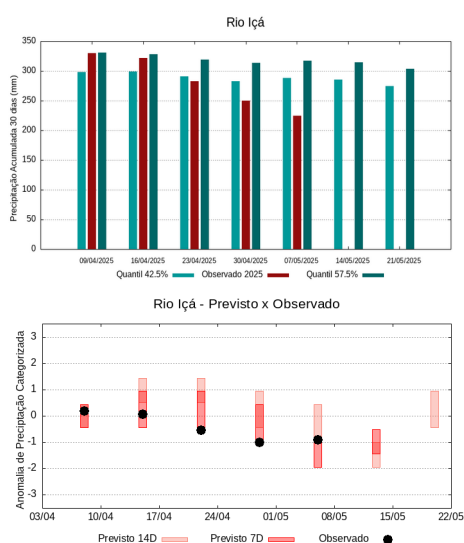 Rio Içá
Precipitação Acumulada 30 dias (mm)
350
300
250
200
150
100
50
0
09/04/2025 16/04/2025 23/04/2025 30/04/2025 07/05/2025 14/05/2025 21/05/2025
Quantil 42.5% Observado 2025 Quantil 57.5%
Rio Içá - Previsto x Observado
Anomalia de Precipitação Categorizada
3
2
1
0
-1
-2
-3
03/04 10/04 17/04 24/04 01/05 08/05 15/05 22/05
Previsto 14D Previsto 7D Observado